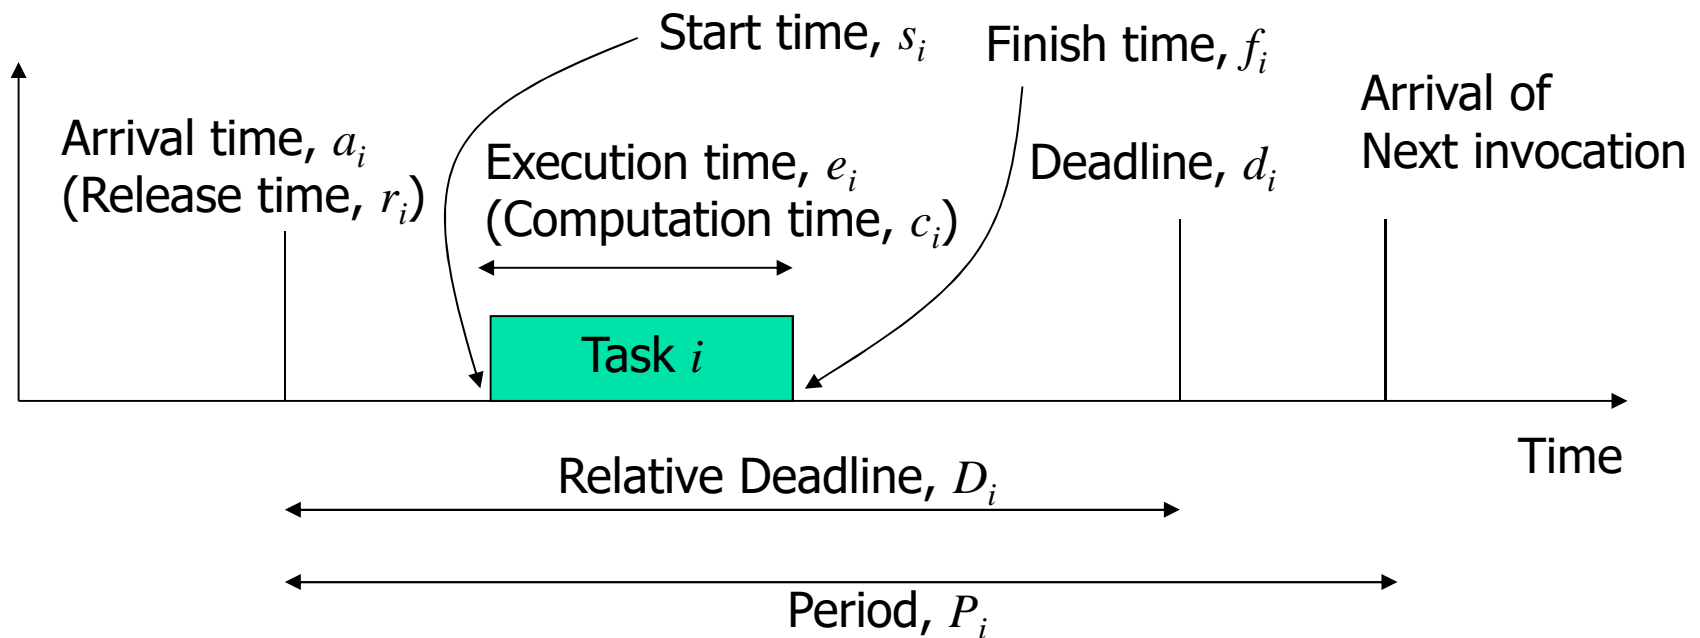 Start time, s_i
Finish time, f_i
Arrival of
Next invocation
Arrival time, a_i
(Release time, r_i)
Execution time, e_i
(Computation time, c_i)
Deadline, d_i
Task i
Time
Relative Deadline, D_i
Period, P_i